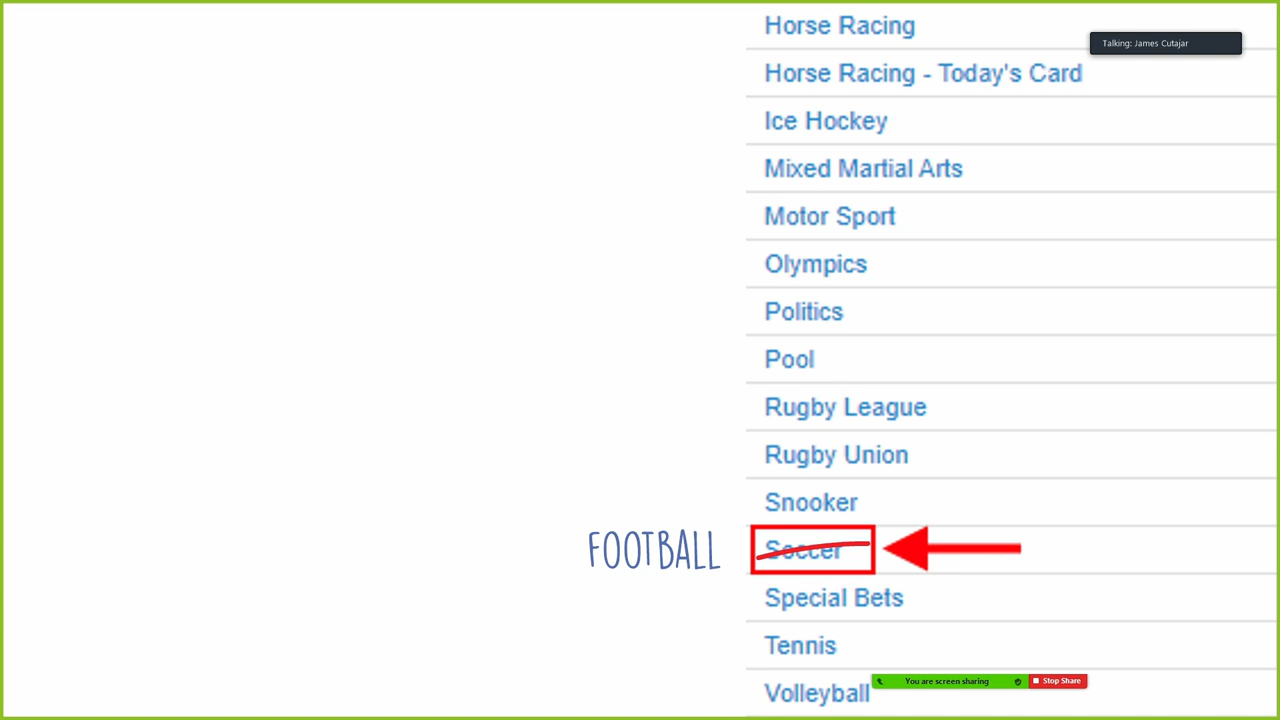 Horse Racing
Talking: James Cutajar
Horse Racing - Today's Card
Ice Hockey
Mixed Martial Arts
Motor Sport
Olympics
Politics
Pool
Rugby League
Rugby Union
Snooker
FOOTBALL Soccer
Special Bets
Tennis
You are screen sharing Stop Share
Volleyball